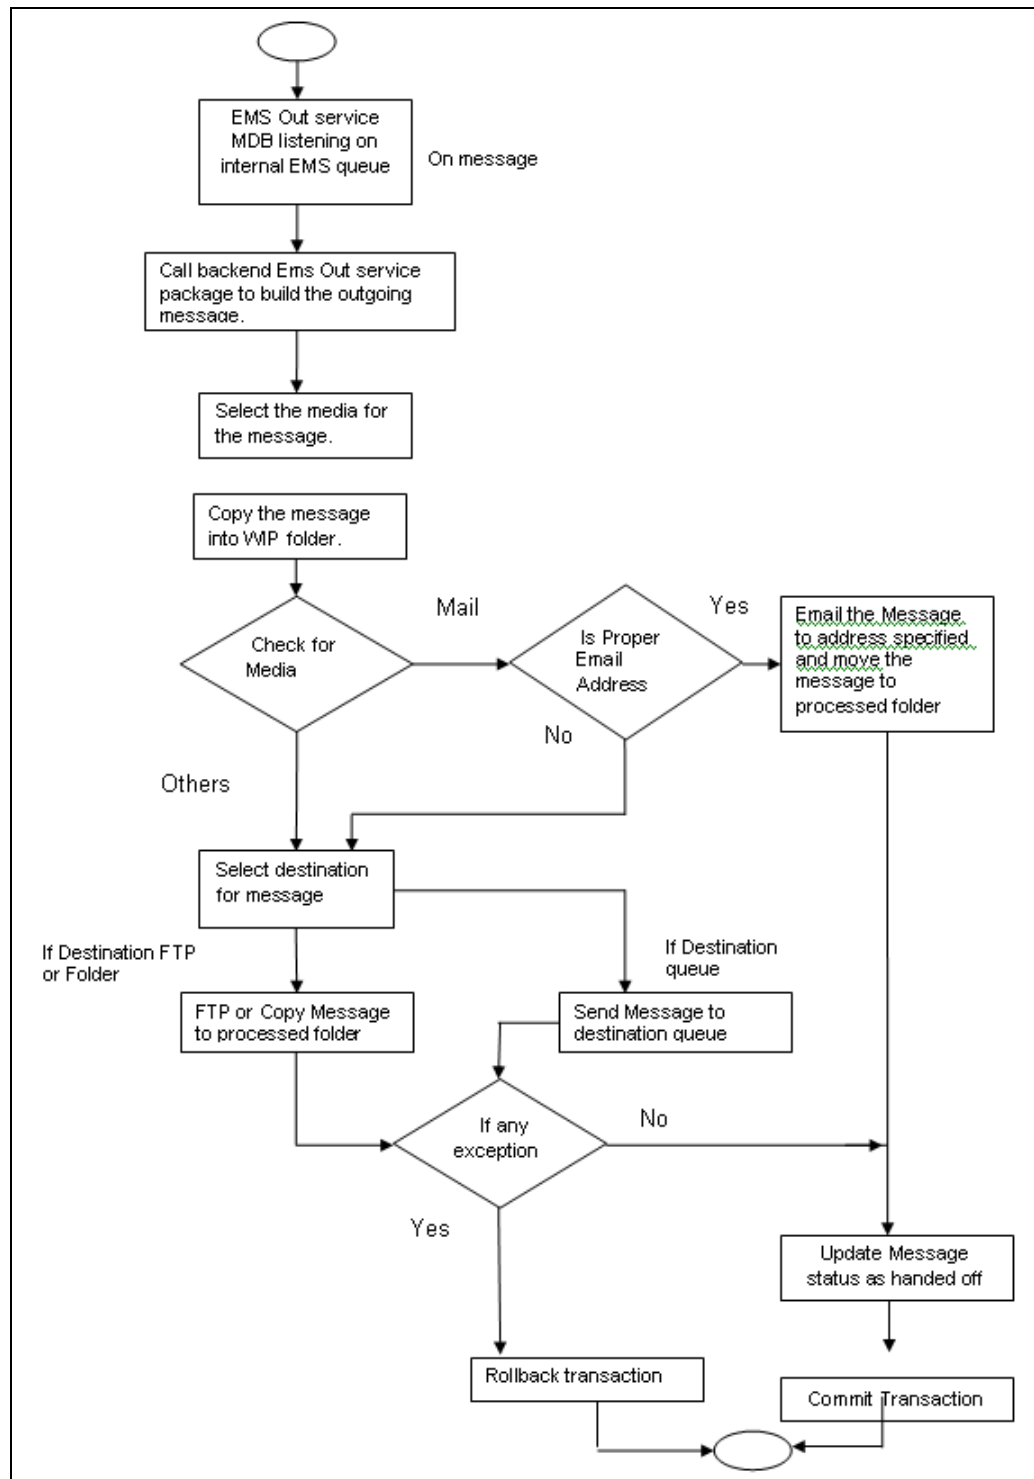 EMS Out service
MDB listening on
internal EMS queue
On message
Call backend Ems Out service
package to build the outgoing
message.
Select the media for
the message.
Copy the message
into WIP folder.
Check for
Media
Mail
Is Proper
Email
Address
Yes
Email the Message
to address specified
and move the
message to
processed folder
No
Others
Select destination
for message
If Destination FTP
or Folder
If Destination
queue
FTP or Copy Message
to processed folder
Send Message to
destination queue
If any
exception
No
Yes
Update Message
status as handed off
Rollback transaction
Commit Transaction